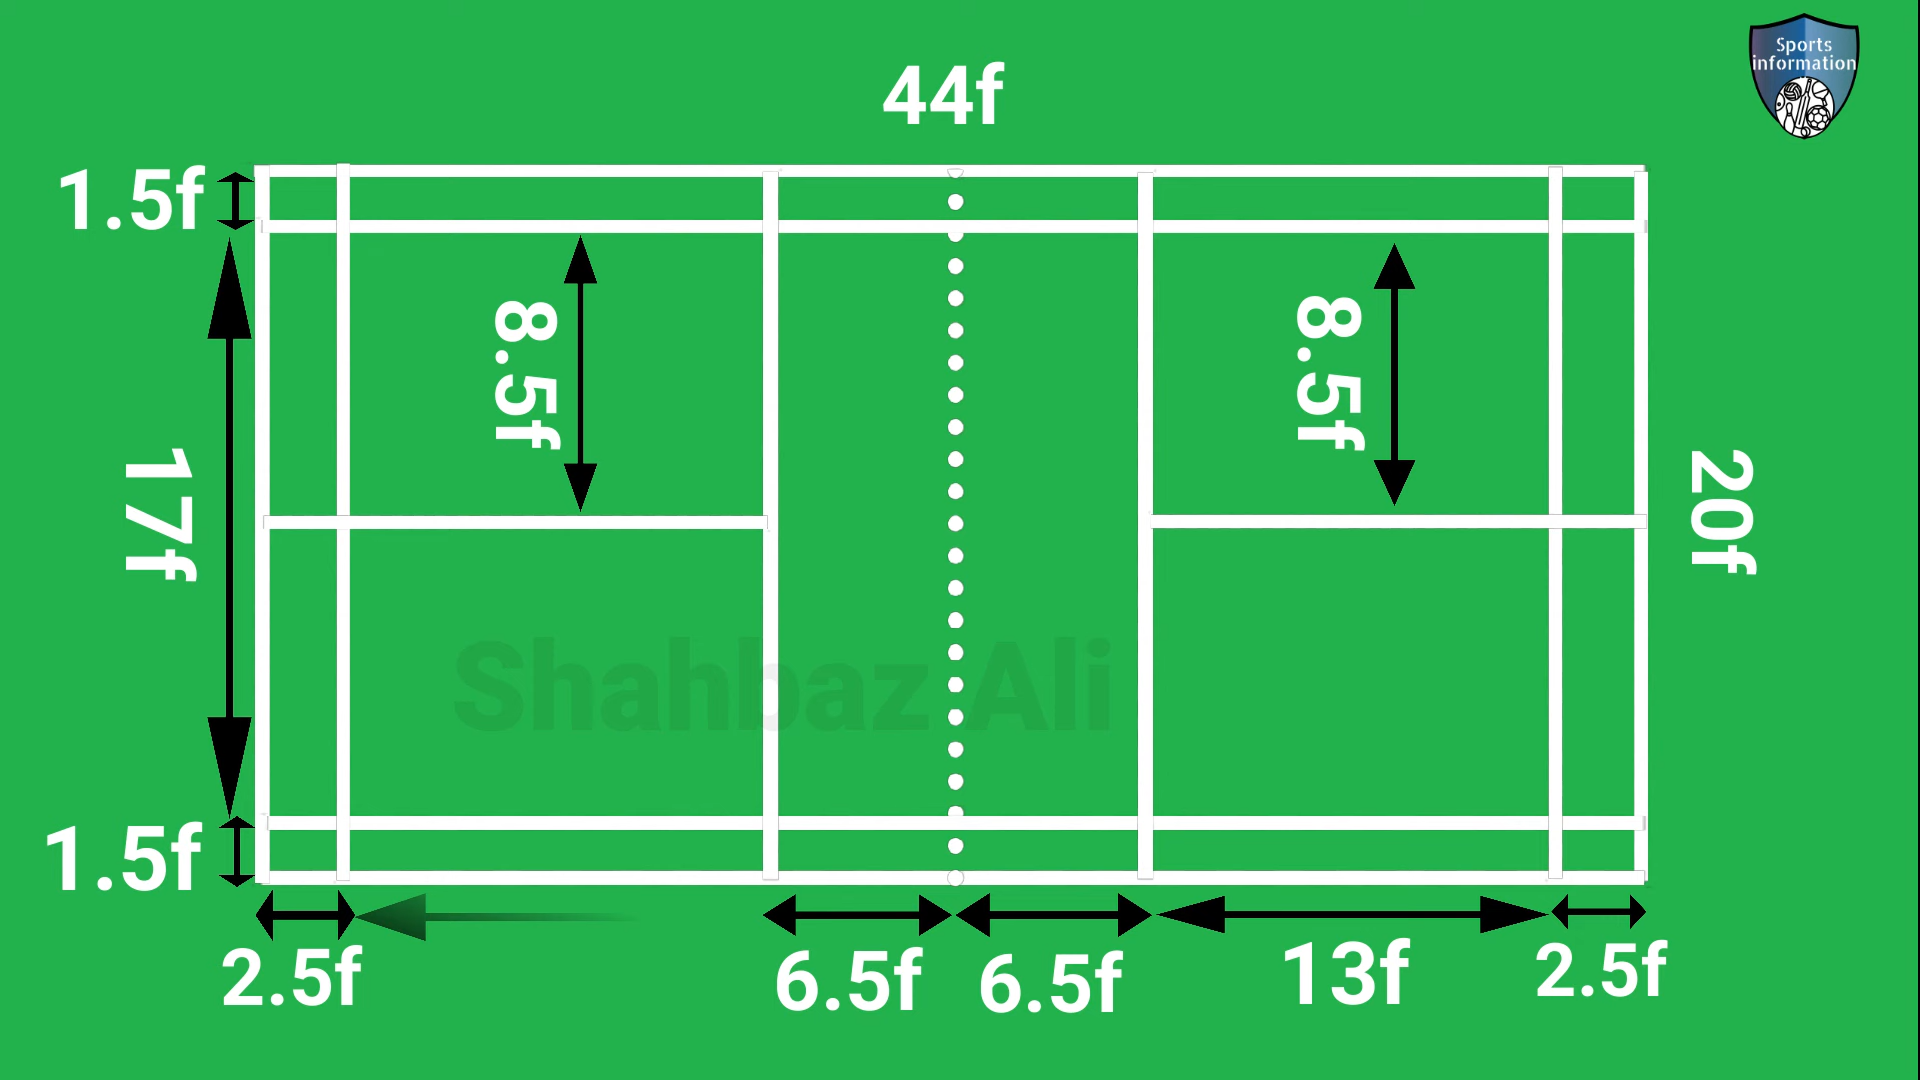 Sports
information
44f
1.5f
8.5f
8.5f
17f
20f
Shahbaz Ali
1.5f
2.5f
6.5f
6.5f
13f
2.5f